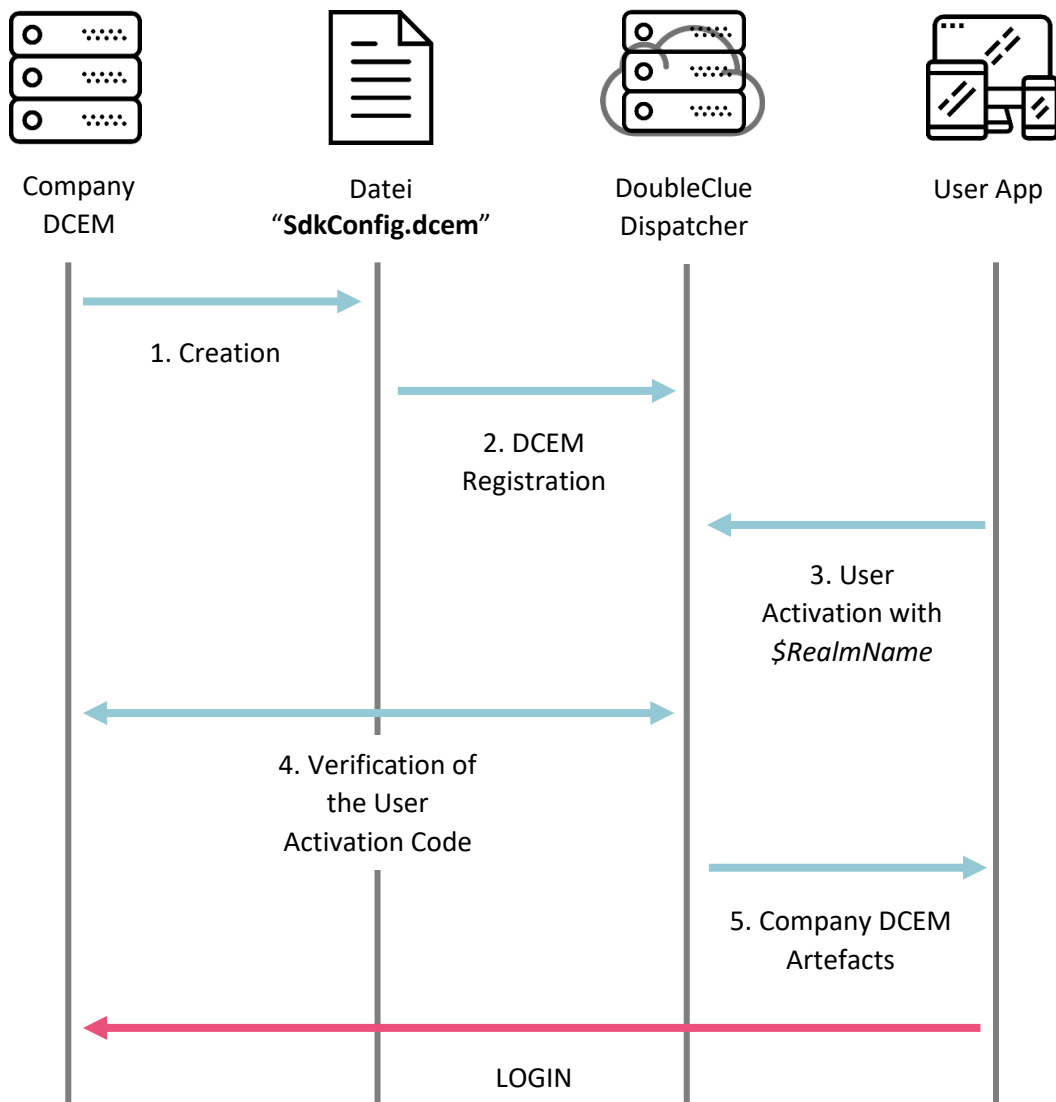 Company
DCEM
Datei
“SdkConfig.dcem”
DoubleClue
Dispatcher
User App
1. Creation
2. DCEM
Registration
3. User
Activation with
$RealmName
4. Verification of
the User
Activation Code
5. Company DCEM
Artefacts
LOGIN